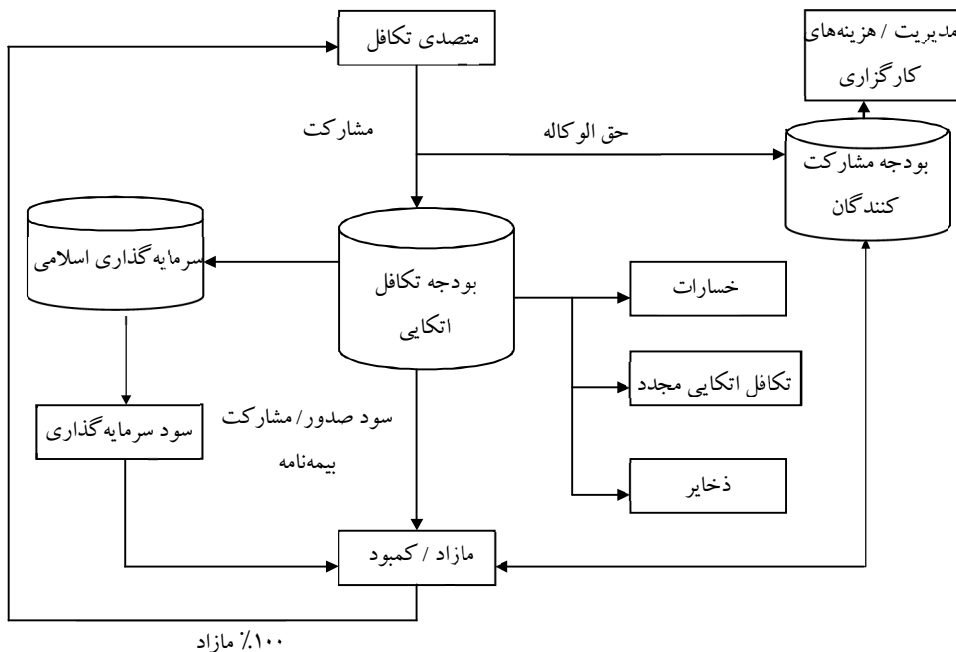 متصدی تکافل
مدیریت / هزینه‌های
کارگزاری
مشارکت
حق الوکاله
بودجه مشارکت
کنندگان
سرمایه‌گذاری اسلامی
بودجه تکافل
اتکایی
خسارات
تکافل اتکایی مجدد
سود سرمایه‌گذاری
سود صدور/ مشارکت
بیمه‌نامه
ذخایر
مازاد / کمبود
۱۰۰٪ مازاد